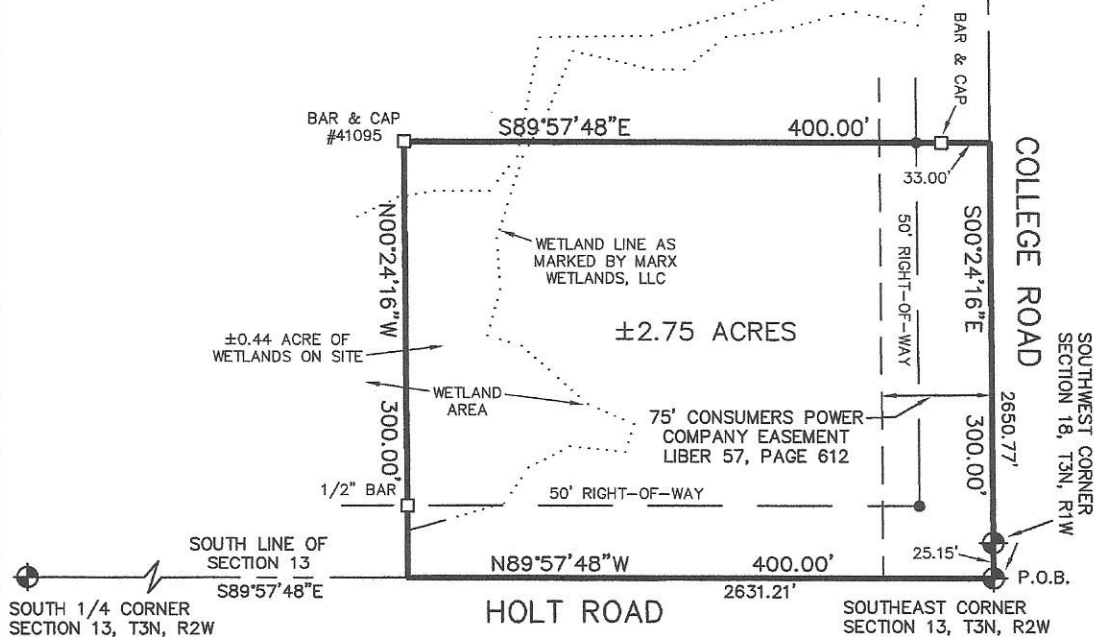 BAR & CAP
BAR & CAP
#41095
S89°57'48"E
400.00'
33.00'
COLLEGE ROAD
N00°24'16"W
300.00'
WETLAND LINE AS
MARKED BY MARX
WETLANDS, LLC
50' RIGHT-OF-WAY
S00°24'16"E
300.00'
2650.77'
SOUTHWEST CORNER
SECTION 18, T3N, R1W
±2.75 ACRES
±0.44 ACRE OF
WETLANDS ON SITE
WETLAND
AREA
75' CONSUMERS POWER
COMPANY EASEMENT
LIBER 57, PAGE 612
1/2" BAR
50' RIGHT-OF-WAY
SOUTH LINE OF
SECTION 13
S89°57'48"E
N89°57'48"W
400.00'
2631.21'
25.15'
P.O.B.
SOUTH 1/4 CORNER
SECTION 13, T3N, R2W
HOLT ROAD
SOUTHEAST CORNER
SECTION 13, T3N, R2W